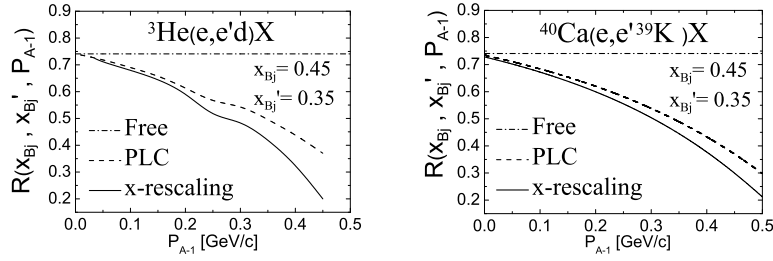 ³He(e,e'd)X
0.9
0.8
0.7
0.6
0.5
0.4
0.3
0.2
R(x_Bj , x_Bj' , P_A-1)
x_Bj= 0.45
x_Bj'= 0.35
Free
PLC
x-rescaling
0.0 0.1 0.2 0.3 0.4 0.5
P_A-1 [GeV/c]
⁴⁰Ca(e,e'³⁹K )X
0.9
0.8
0.7
0.6
0.5
0.4
0.3
0.2
R(x_Bj , x_Bj' , P_A-1)
x_Bj= 0.45
x_Bj'= 0.35
Free
PLC
x-rescaling
0.0 0.1 0.2 0.3 0.4 0.5
P_A-1 [GeV/c]